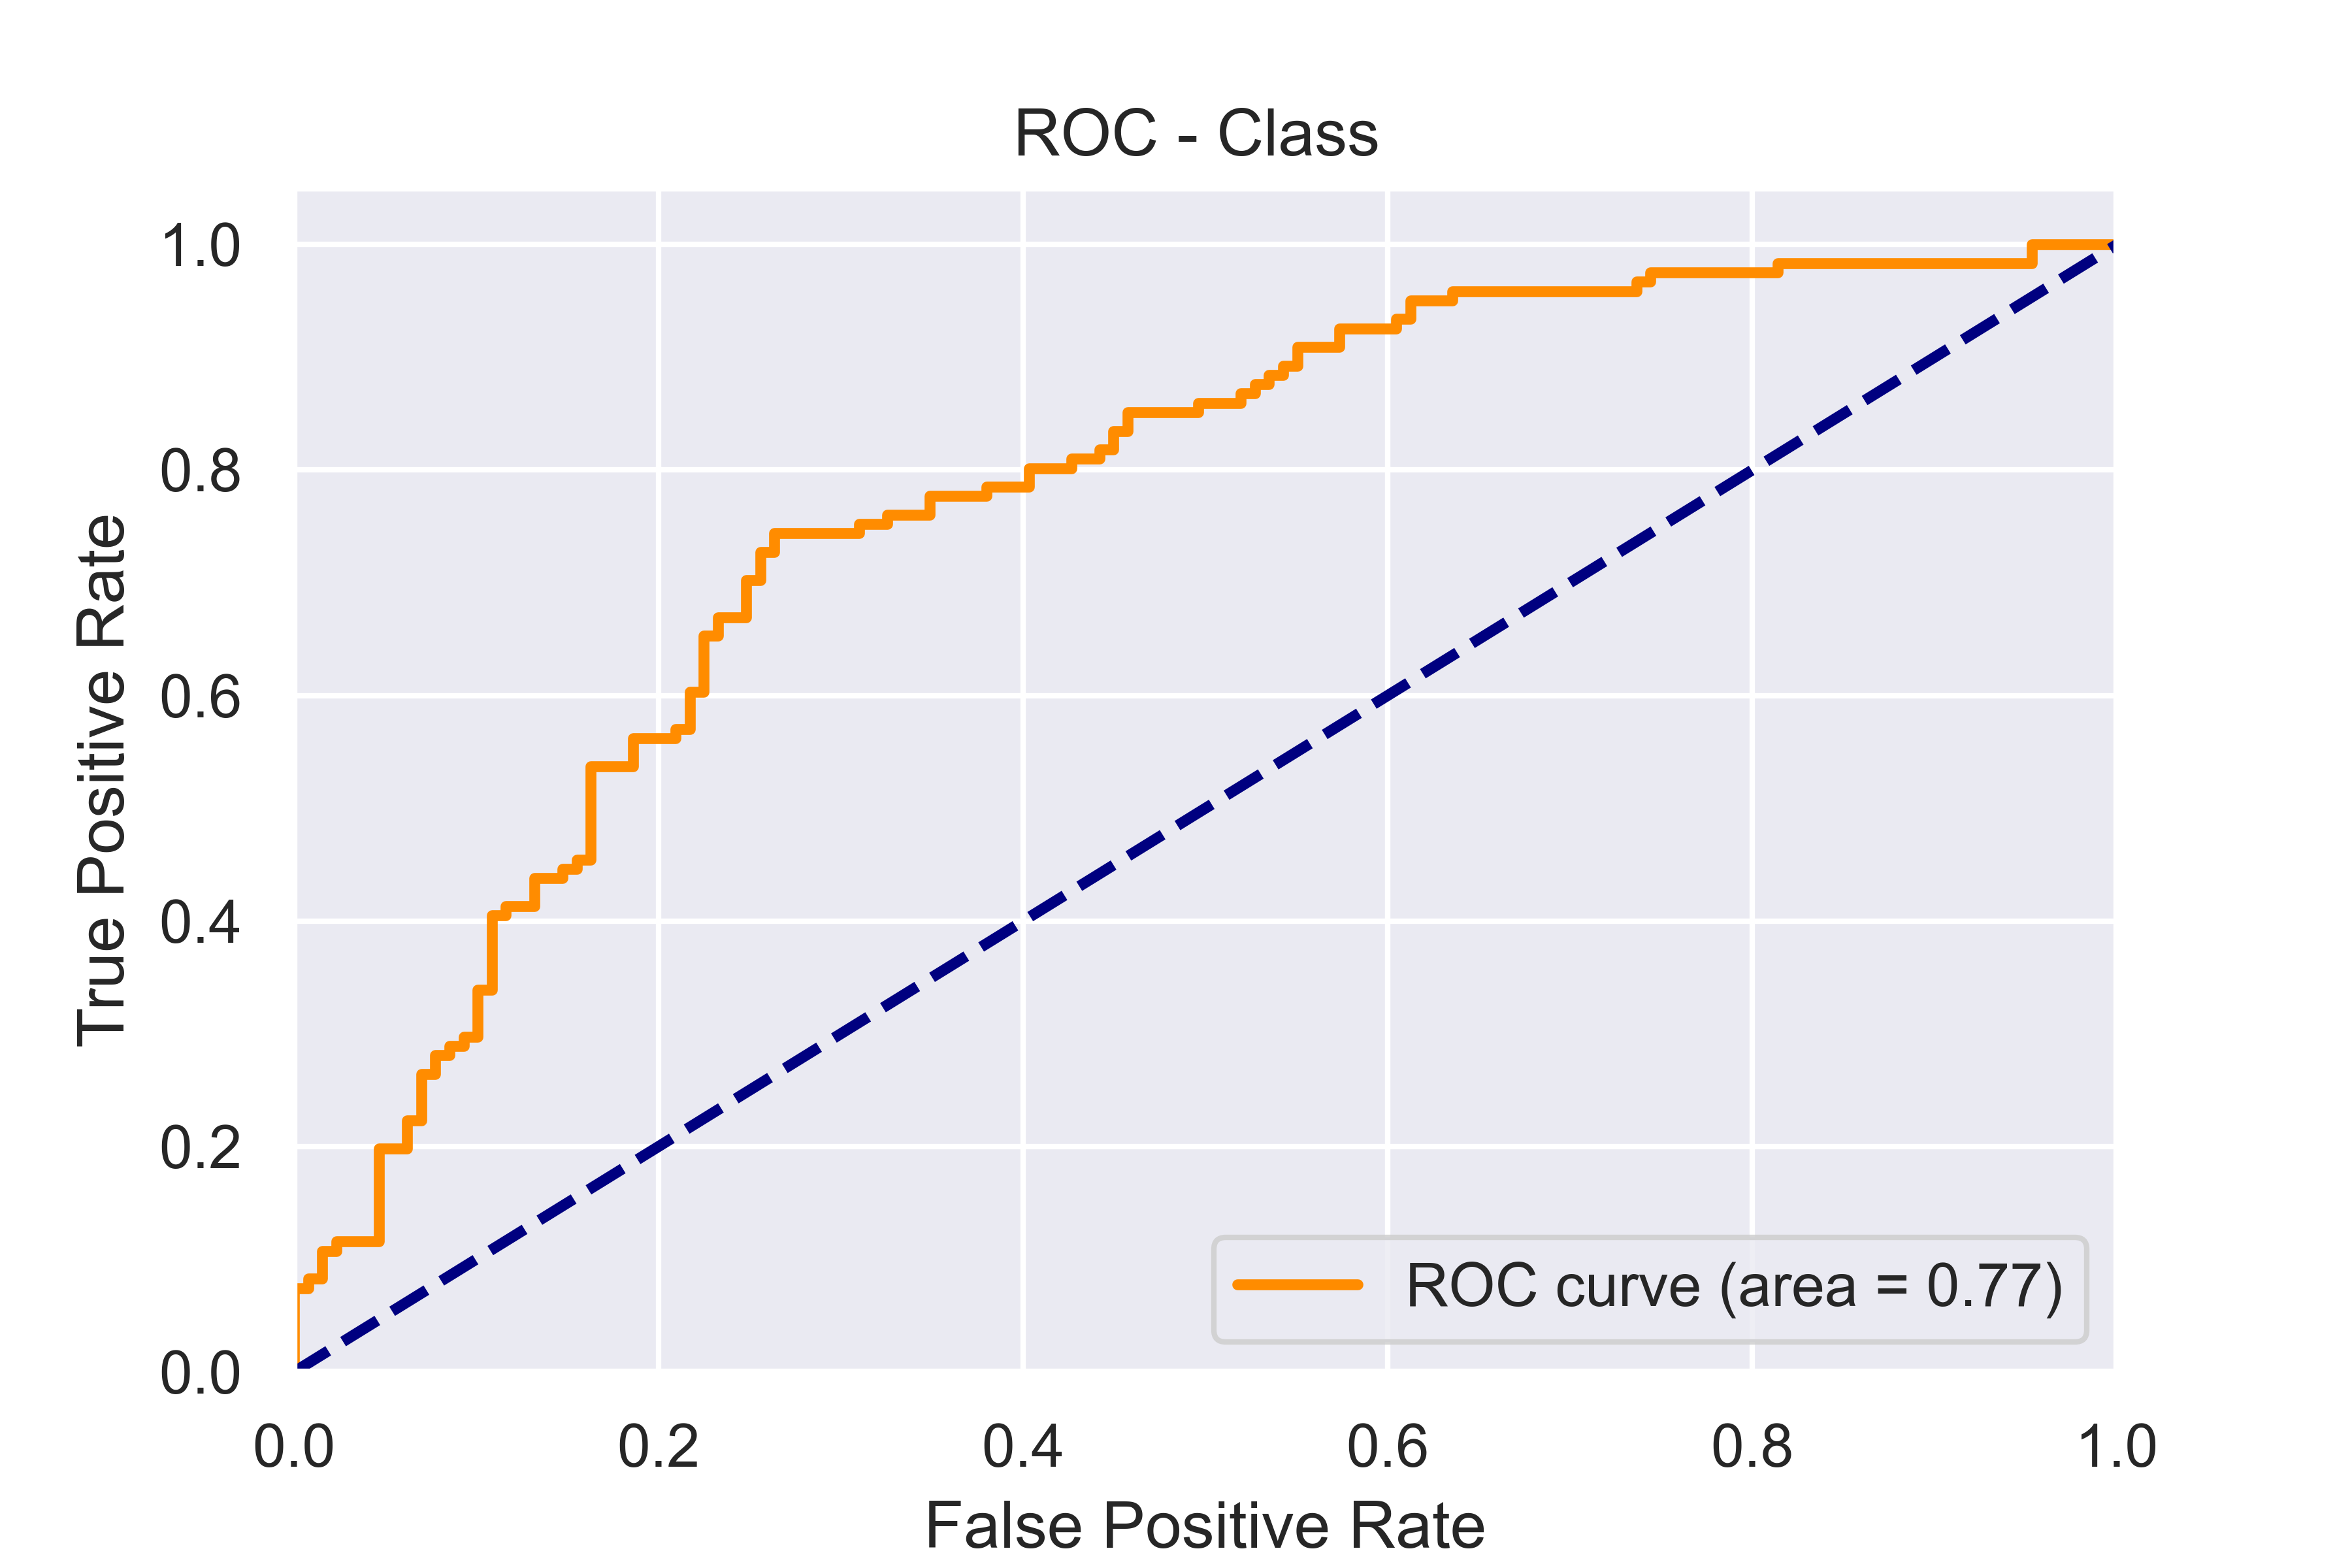 ROC - Class
1.0
0.8
0.6
0.4
0.2
0.0
True Positive Rate
ROC curve (area = 0.77)
0.0 0.2 0.4 0.6 0.8 1.0
False Positive Rate